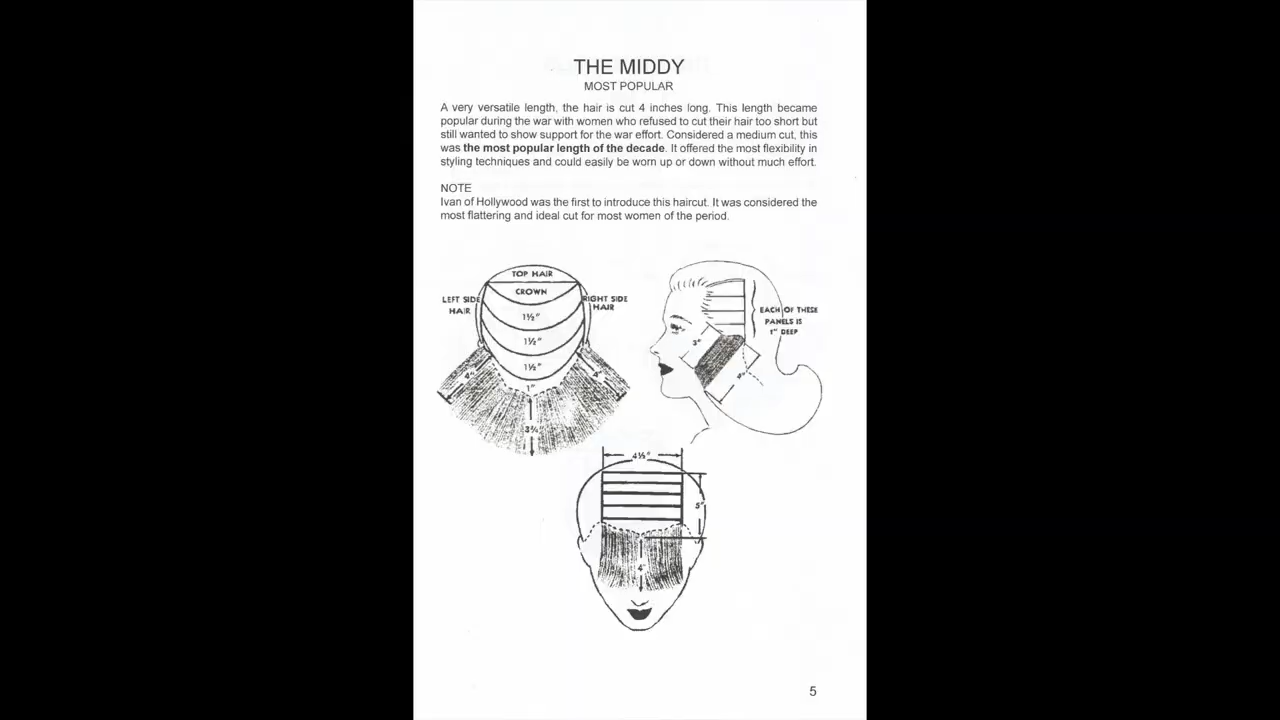 THE MIDDY
MOST POPULAR
A very versatile length, the hair is cut 4 inches long. This length became
popular during the war with women who refused to cut their hair too short but
still wanted to show support for the war effort. Considered a medium cut, this
was the most popular length of the decade. It offered the most flexibility in
styling techniques and could easily be worn up or down without much effort.
NOTE
Ivan of Hollywood was the first to introduce this haircut. It was considered the
most flattering and ideal cut for most women of the period.
TOP HAIR
CROWN
LEFT SIDE
HAIR
RIGHT SIDE
HAIR
1½"
1½"
1½"
1"
4"
4"
3¾"
EACH OF THESE
PANELS IS
1" DEEP
3"
4"
4½"
5"
4"
5